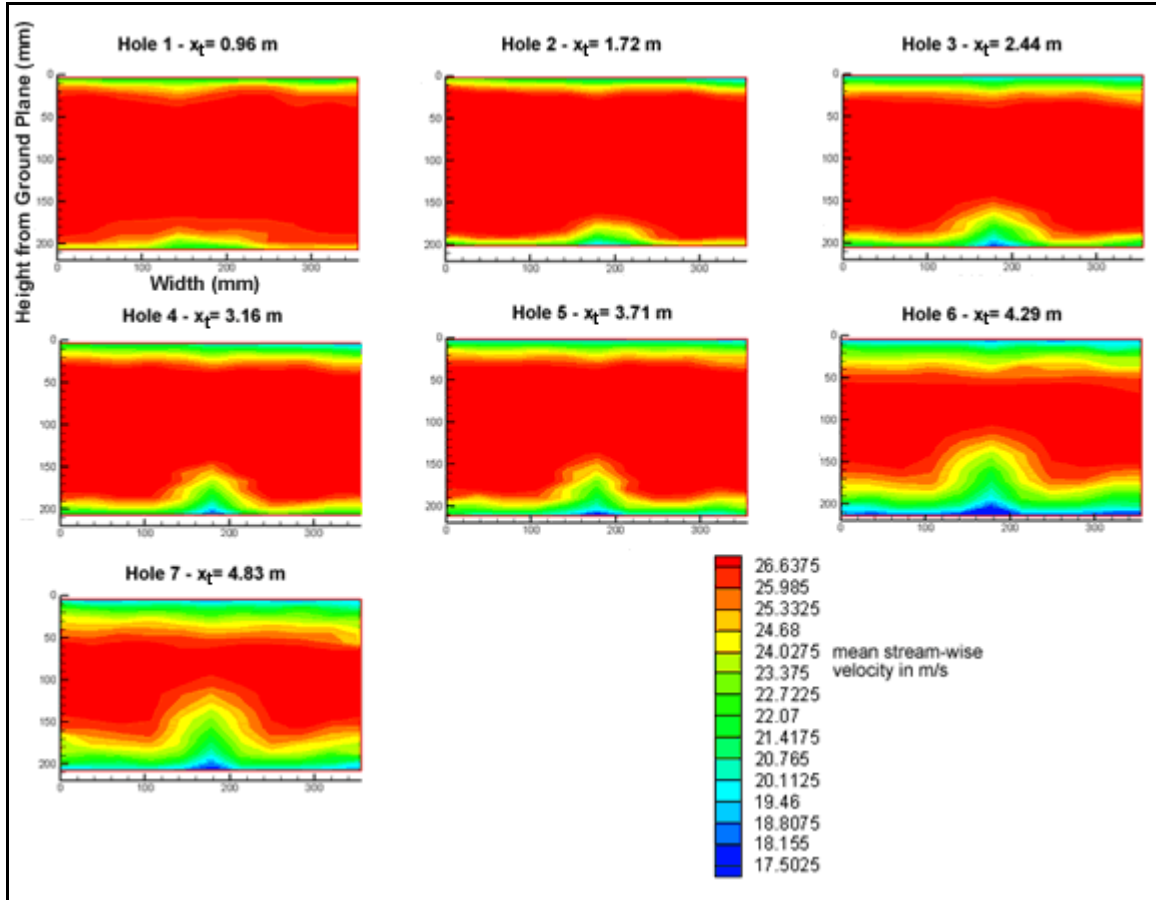 Height from Ground Plane (mm)
Hole 1 - xt= 0.96 m
0
50
100
150
200
0 100 200 300
Width (mm)
Hole 2 - xt= 1.72 m
0
50
100
150
200
0 100 200 300
Hole 3 - xt= 2.44 m
0
50
100
150
200
0 100 200 300
Hole 4 - xt= 3.16 m
0
50
100
150
200
0 100 200 300
Hole 5 - xt= 3.71 m
0
50
100
150
200
0 100 200 300
Hole 6 - xt= 4.29 m
0
50
100
150
200
0 100 200 300
Hole 7 - xt= 4.83 m
0
50
100
150
200
0 100 200 300
26.6375
25.985
25.3325
24.68
24.0275
23.375
22.7225
22.07
21.4175
20.765
20.1125
19.46
18.8075
18.155
17.5025
mean stream-wise
velocity in m/s